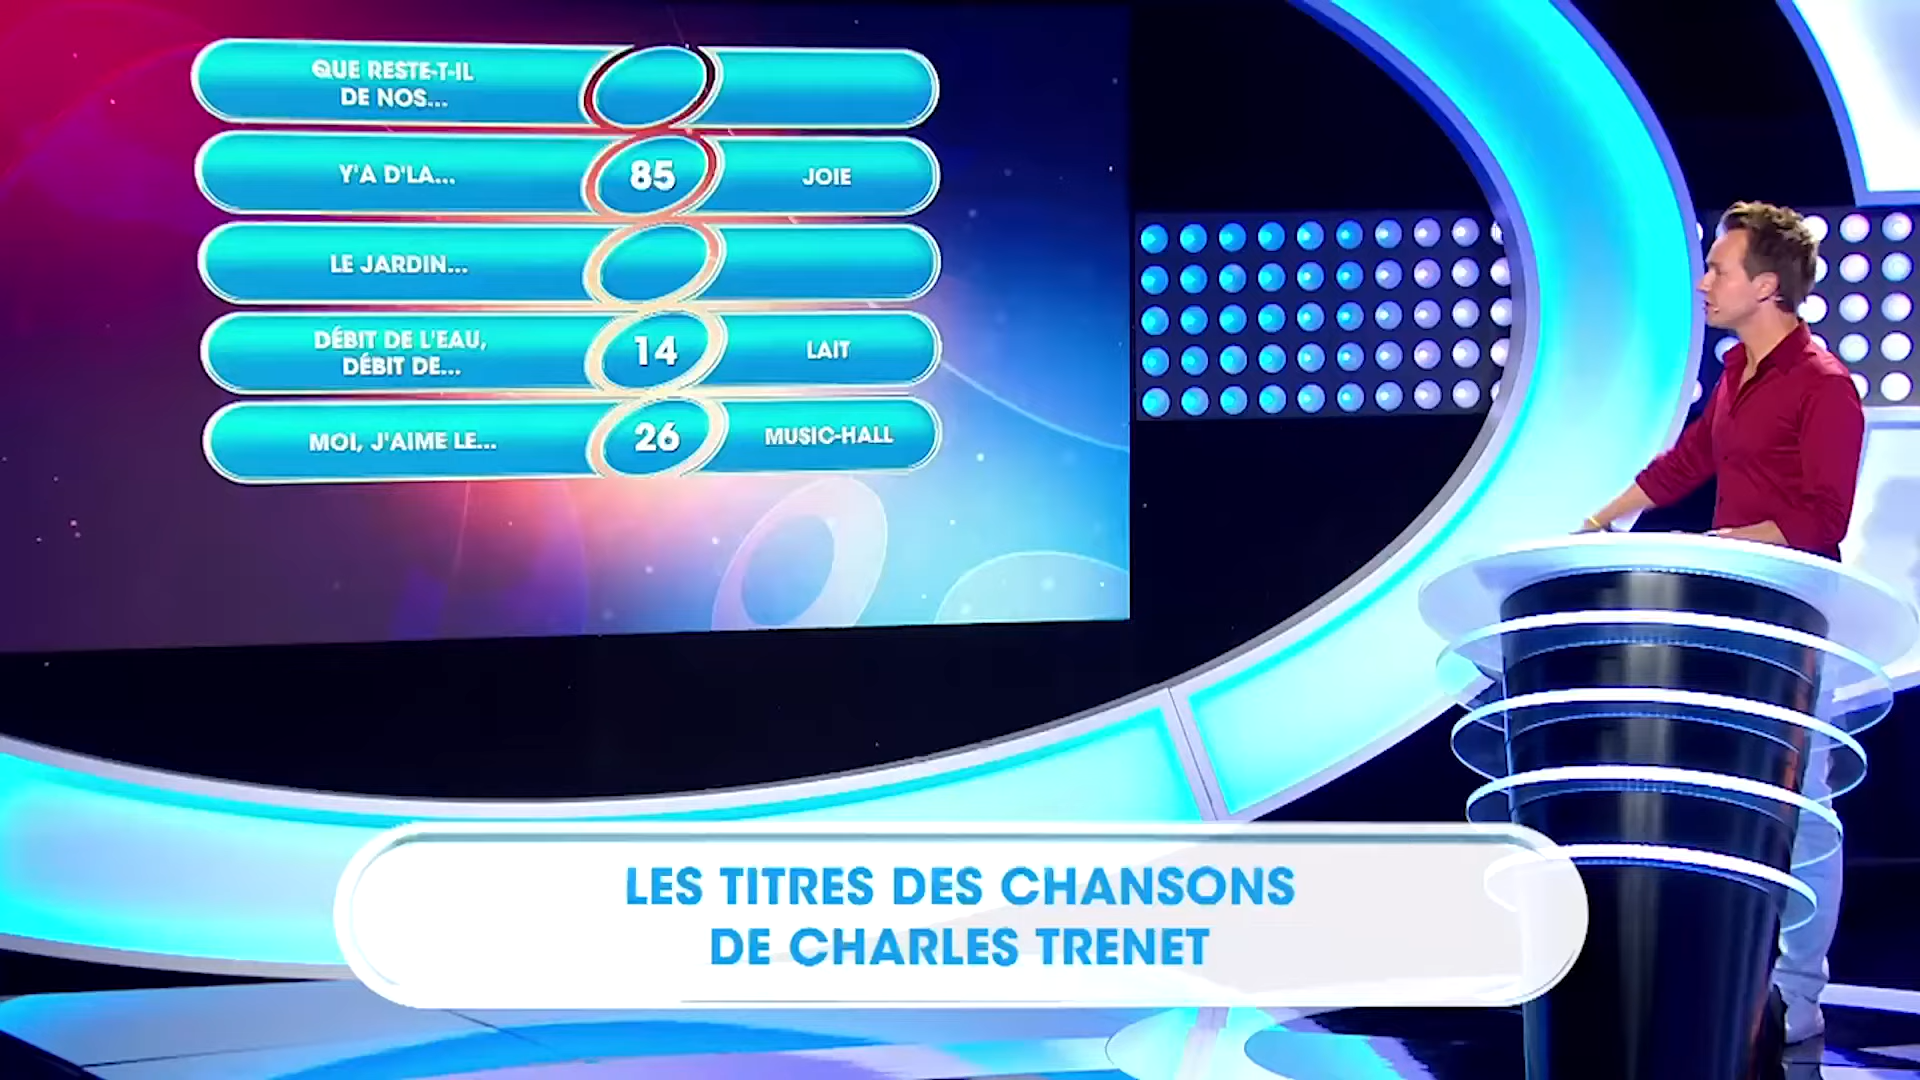 QUE RESTE-T-IL
DE NOS...
Y'A D'LA...
85
JOIE
LE JARDIN...
DÉBIT DE L'EAU,
DÉBIT DE...
14
LAIT
MOI, J'AIME LE...
26
MUSIC-HALL
LES TITRES DES CHANSONS
DE CHARLES TRENET